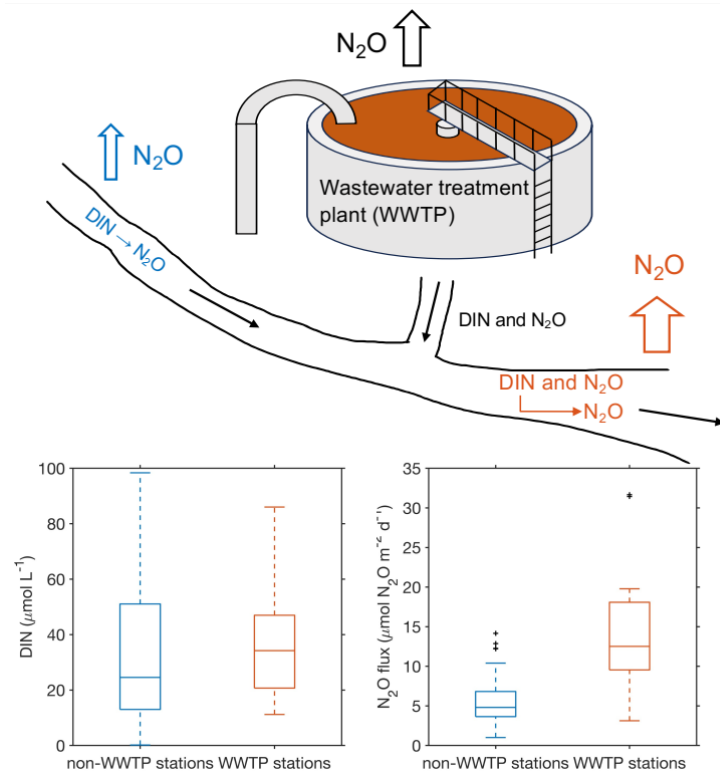 N₂O
N₂O
Wastewater treatment
plant (WWTP)
DIN → N₂O
N₂O
DIN and N₂O
DIN and N₂O
N₂O
100
80
60
40
20
0
DIN (μmol L⁻¹)
non-WWTP stations WWTP stations
35
30
25
20
15
10
5
0
N₂O flux (μmol N₂O m⁻² d⁻¹)
non-WWTP stations WWTP stations